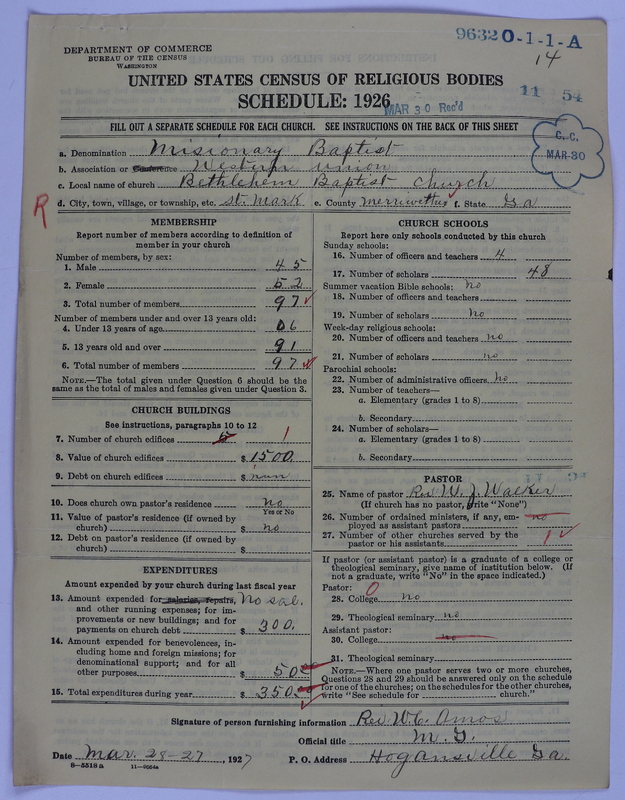 96320-1-1-A
14
DEPARTMENT OF COMMERCE
BUREAU OF THE CENSUS
WASHINGTON
UNITED STATES CENSUS OF RELIGIOUS BODIES
SCHEDULE: 1926
MAR 30 Rec'd
11 54
FILL OUT A SEPARATE SCHEDULE FOR EACH CHURCH. SEE INSTRUCTIONS ON THE BACK OF THIS SHEET
C. C.
MAR 30
a. Denomination Missionary Baptist
b. Association or Conference Western union
c. Local name of church Bethlehem Baptist church
d. City, town, village, or township, etc. St. Mark e. County Merriwether f. State Ga
R
MEMBERSHIP
Report number of members according to definition of member in your church
Number of members, by sex:
1. Male 45
2. Female 52
3. Total number of members 97
Number of members under and over 13 years old:
4. Under 13 years of age 06
5. 13 years old and over 91
6. Total number of members 97
NOTE.—The total given under Question 6 should be the same as the total of males and females given under Question 3.
CHURCH BUILDINGS
See instructions, paragraphs 10 to 12
7. Number of church edifices 1
8. Value of church edifices $ 1500
9. Debt on church edifices $ nun
10. Does church own pastor's residence no
Yes or No
11. Value of pastor's residence (if owned by church) $ no
12. Debt on pastor's residence (if owned by church) $
EXPENDITURES
Amount expended by your church during last fiscal year
13. Amount expended for salaries, repairs, No sal.
and other running expenses; for improvements or new buildings; and for payments on church debt $ 300.
14. Amount expended for benevolences, including home and foreign missions; for denominational support; and for all other purposes $ 50
15. Total expenditures during year $ 350
CHURCH SCHOOLS
Report here only schools conducted by this church
Sunday schools:
16. Number of officers and teachers 4
17. Number of scholars 48
Summer vacation Bible schools: no
18. Number of officers and teachers
19. Number of scholars no
Week-day religious schools:
20. Number of officers and teachers no
21. Number of scholars no
Parochial schools:
22. Number of administrative officers no
23. Number of teachers—
a. Elementary (grades 1 to 8)
b. Secondary
24. Number of scholars—
a. Elementary (grades 1 to 8)
b. Secondary
PASTOR
25. Name of pastor Rev W. J. Walker
(If church has no pastor, write "None")
26. Number of ordained ministers, if any, employed as assistant pastors no
27. Number of other churches served by the pastor or his assistants 1
If pastor (or assistant pastor) is a graduate of a college or theological seminary, give name of institution below. (If not a graduate, write "No" in the space indicated.)
Pastor: 0
28. College no
29. Theological seminary no
Assistant pastor:
30. College no
31. Theological seminary
NOTE.—Where one pastor serves two or more churches, Questions 28 and 29 should be answered only on the schedule for one of the churches; on the schedules for the other churches, write "See schedule for church."
Signature of person furnishing information Rev W. C. Amos
Official title M. G.
Date Mar. 28-27, 1927 P. O. Address Hogansville Ga.
8—5518a 11—9664a